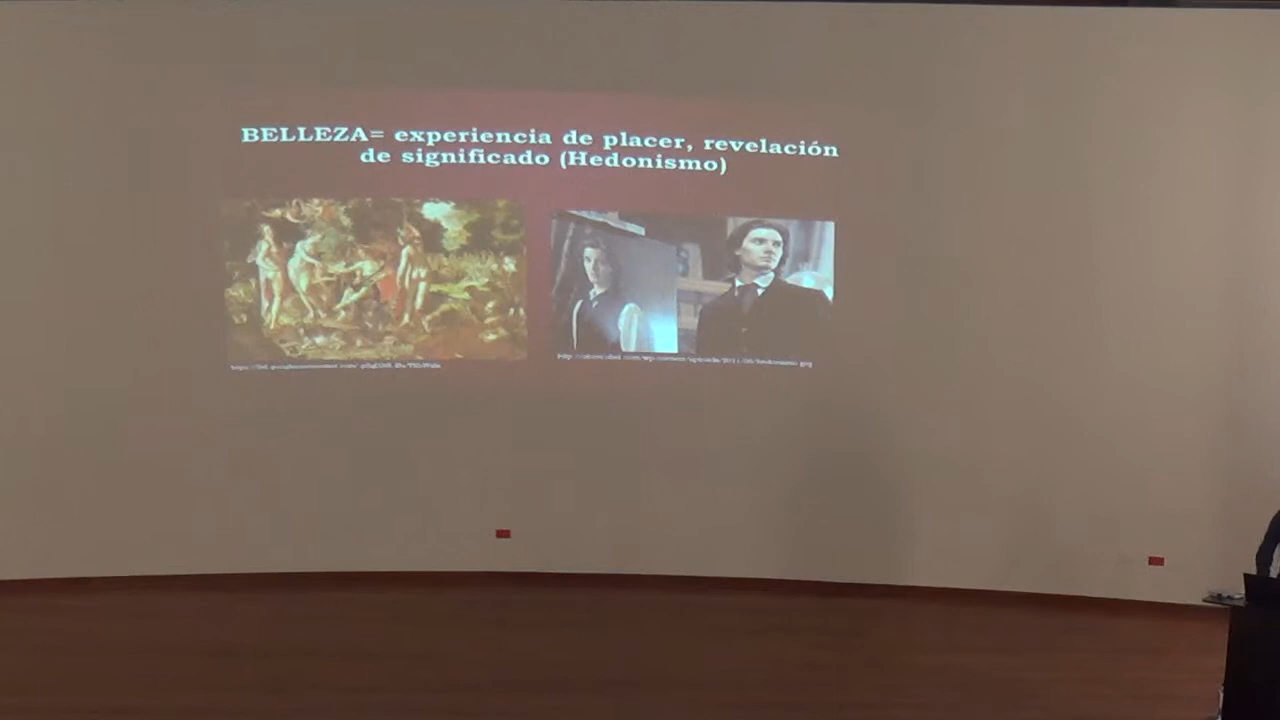 BELLEZA= experiencia de placer, revelación
de significado (Hedonismo)